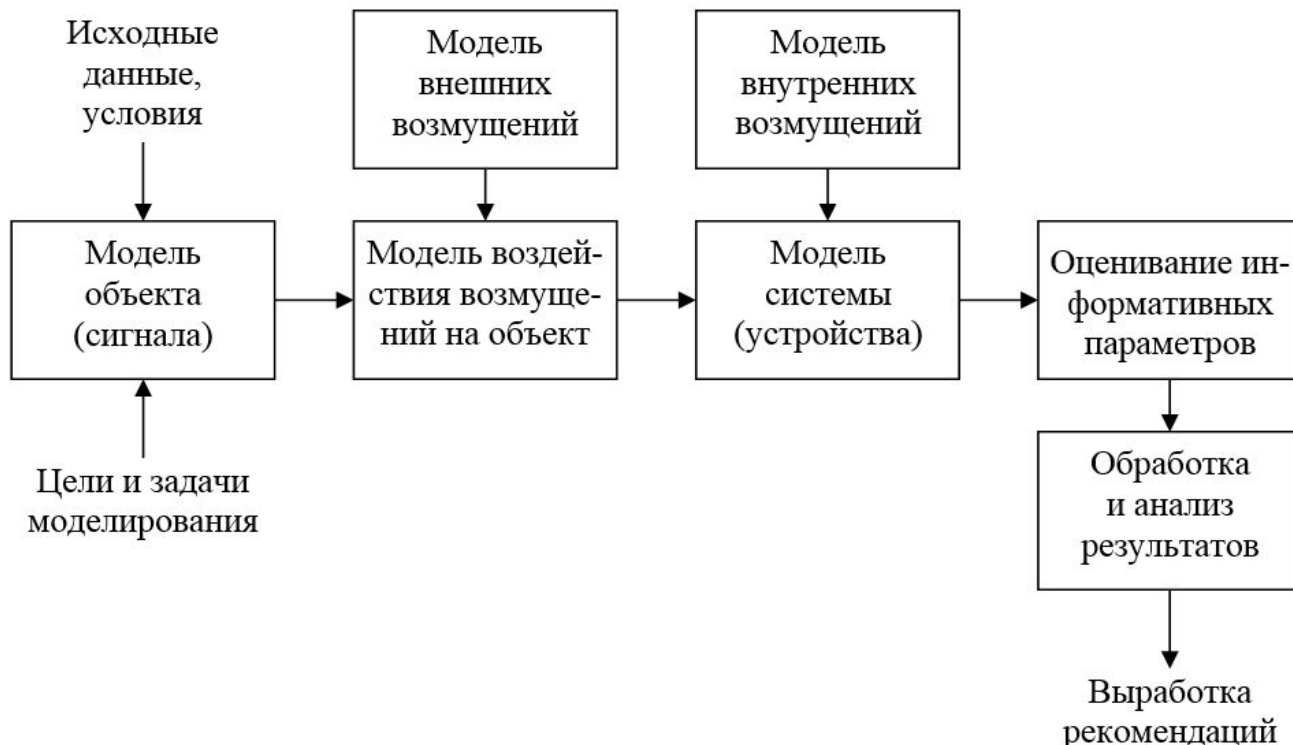 Исходные
данные,
условия
Модель
внешних
возмущений
Модель
внутренних
возмущений
Модель
объекта
(сигнала)
Модель воздей-
ствия возмуще-
ний на объект
Модель
системы
(устройства)
Оценивание ин-
формативных
параметров
Цели и задачи
моделирования
Обработка
и анализ
результатов
Выработка
рекомендаций